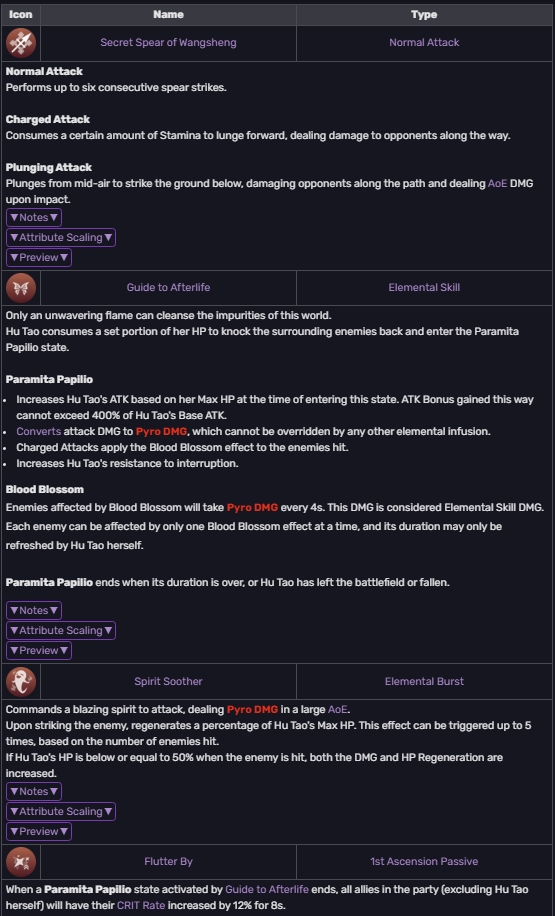 Icon Name Type
Secret Spear of Wangsheng Normal Attack
Normal Attack
Performs up to six consecutive spear strikes.
Charged Attack
Consumes a certain amount of Stamina to lunge forward, dealing damage to opponents along the way.
Plunging Attack
Plunges from mid-air to strike the ground below, damaging opponents along the path and dealing AoE DMG
upon impact.
▼Notes▼
▼Attribute Scaling▼
▼Preview▼
Guide to Afterlife Elemental Skill
Only an unwavering flame can cleanse the impurities of this world.
Hu Tao consumes a set portion of her HP to knock the surrounding enemies back and enter the Paramita
Papilio state.
Paramita Papilio
• Increases Hu Tao's ATK based on her Max HP at the time of entering this state. ATK Bonus gained this way
cannot exceed 400% of Hu Tao's Base ATK.
• Converts attack DMG to Pyro DMG, which cannot be overridden by any other elemental infusion.
• Charged Attacks apply the Blood Blossom effect to the enemies hit.
• Increases Hu Tao's resistance to interruption.
Blood Blossom
Enemies affected by Blood Blossom will take Pyro DMG every 4s. This DMG is considered Elemental Skill DMG.
Each enemy can be affected by only one Blood Blossom effect at a time, and its duration may only be
refreshed by Hu Tao herself.
Paramita Papilio ends when its duration is over, or Hu Tao has left the battlefield or fallen.
▼Notes▼
▼Attribute Scaling▼
▼Preview▼
Spirit Soother Elemental Burst
Commands a blazing spirit to attack, dealing Pyro DMG in a large AoE.
Upon striking the enemy, regenerates a percentage of Hu Tao's Max HP. This effect can be triggered up to 5
times, based on the number of enemies hit.
If Hu Tao's HP is below or equal to 50% when the enemy is hit, both the DMG and HP Regeneration are
increased.
▼Notes▼
▼Attribute Scaling▼
▼Preview▼
Flutter By 1st Ascension Passive
When a Paramita Papilio state activated by Guide to Afterlife ends, all allies in the party (excluding Hu Tao
herself) will have their CRIT Rate increased by 12% for 8s.